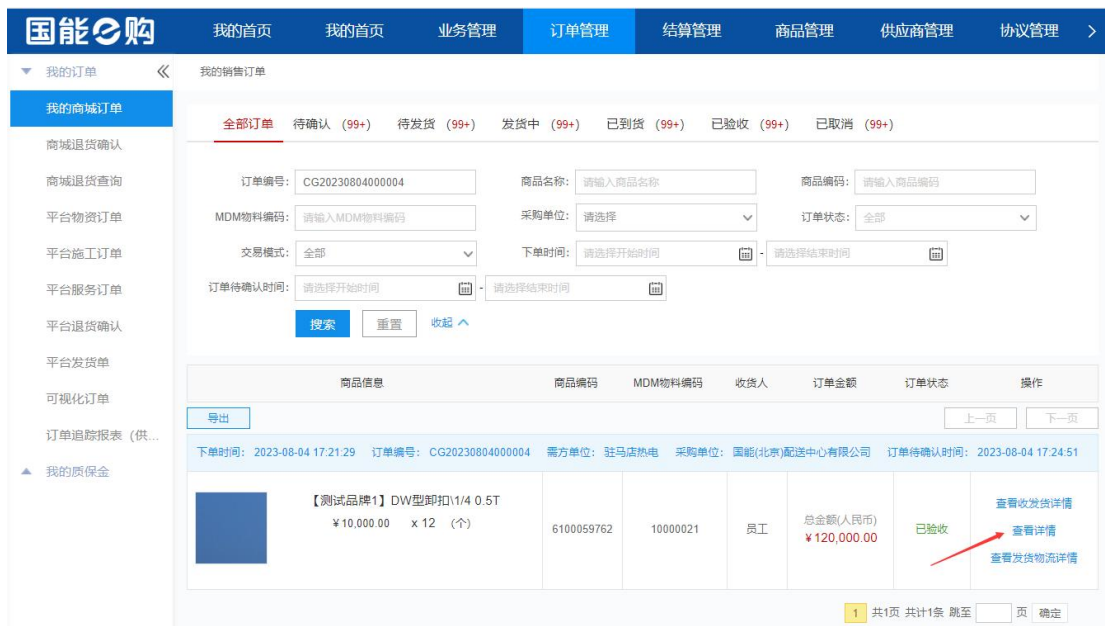 国能e购 我的首页 我的首页 业务管理 订单管理 结算管理 商品管理 供应商管理 协议管理
我的订单
我的销售订单
我的商城订单
全部订单 待确认 (99+) 待发货 (99+) 发货中 (99+) 已到货 (99+) 已验收 (99+) 已取消 (99+)
商城退货确认
商城退货查询
订单编号: CG20230804000004 商品名称: 请输入商品名称 商品编码: 请输入商品编码
平台物资订单
MDM物料编码: 请输入MDM物料编码 采购单位: 请选择 订单状态: 全部
平台施工订单
交易模式: 全部 下单时间: 请选择开始时间 - 请选择结束时间
平台服务订单
订单待确认时间: 请选择开始时间 - 请选择结束时间
平台退货确认
搜索 重置 收起
平台发货单
商品信息 商品编码 MDM物料编码 收货人 订单金额 订单状态 操作
可视化订单
导出 上一页 下一页
订单追踪报表（供...
下单时间: 2023-08-04 17:21:29 订单编号: CG20230804000004 需方单位: 驻马店热电 采购单位: 国能(北京)配送中心有限公司 订单待确认时间: 2023-08-04 17:24:51
我的质保金
【测试品牌1】DW型卸扣\1/4 0.5T
¥10,000.00 x 12 (个)
6100059762 10000021 员工
总金额(人民币)
¥120,000.00
已验收
查看收发货详情
查看详情
查看发货物流详情
1 共1页 共计1条 跳至 页 确定